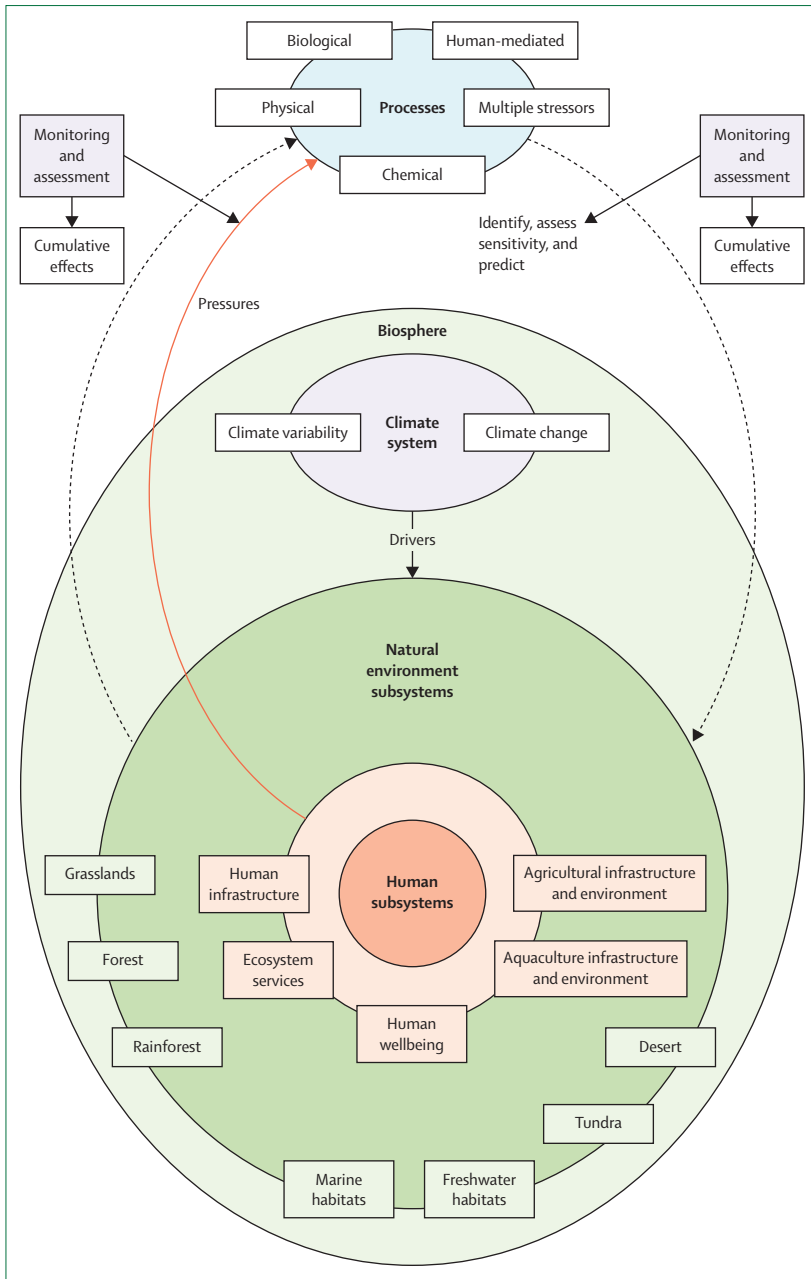 Biological
Human-mediated
Physical
Processes
Multiple stressors
Chemical
Monitoring
and
assessment
Cumulative
effects
Monitoring
and
assessment
Cumulative
effects
Identify, assess
sensitivity, and
predict
Pressures
Biosphere
Climate variability
Climate
system
Climate change
Drivers
Natural
environment
subsystems
Human
infrastructure
Human
subsystems
Agricultural infrastructure
and environment
Grasslands
Ecosystem
services
Aquaculture infrastructure
and environment
Forest
Human
wellbeing
Rainforest
Desert
Tundra
Marine
habitats
Freshwater
habitats